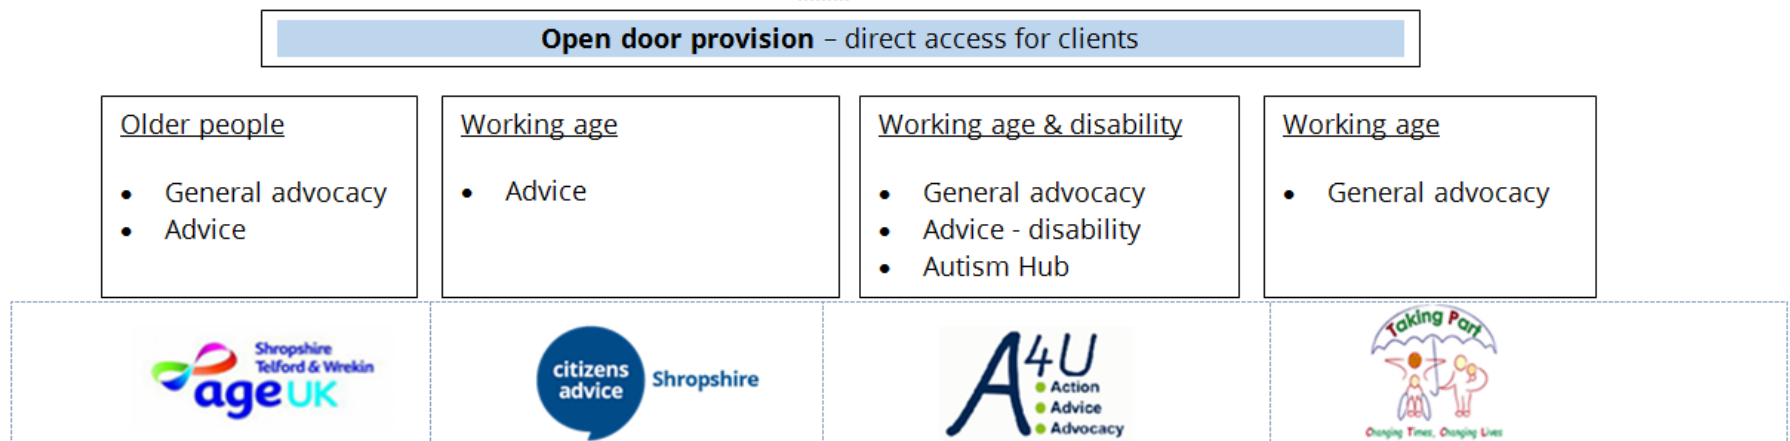 Open door provision – direct access for clients
Older people
• General advocacy
• Advice
Working age
• Advice
Working age & disability
• General advocacy
• Advice - disability
• Autism Hub
Working age
• General advocacy
Shropshire
Telford & Wrekin
age UK
citizens
advice
Shropshire
A4U
• Action
• Advice
• Advocacy
Taking Part
Changing Times, Changing Lives